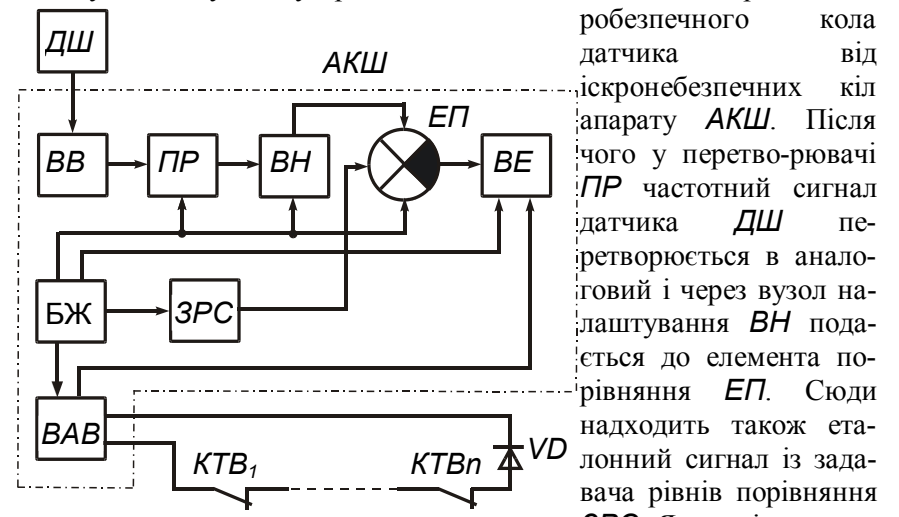 робезпечного кола
датчика від
іскронебезпечних кіл
апарату АКШ. Після
чого у перетво-рювачі
ПР частотний сигнал
датчика ДШ пе-
ретворюється в анало-
говий і через вузол на-
лаштування ВН пода-
ється до елемента по-
рівняння ЕП. Сюди
надходить також ета-
лонний сигнал із зада-
вача рівнів порівняння
ДШ
АКШ
ЕП
ВВ
ПР
ВН
ВЕ
БЖ
ЗРС
ВАВ
КТВ1
КТВn
VD